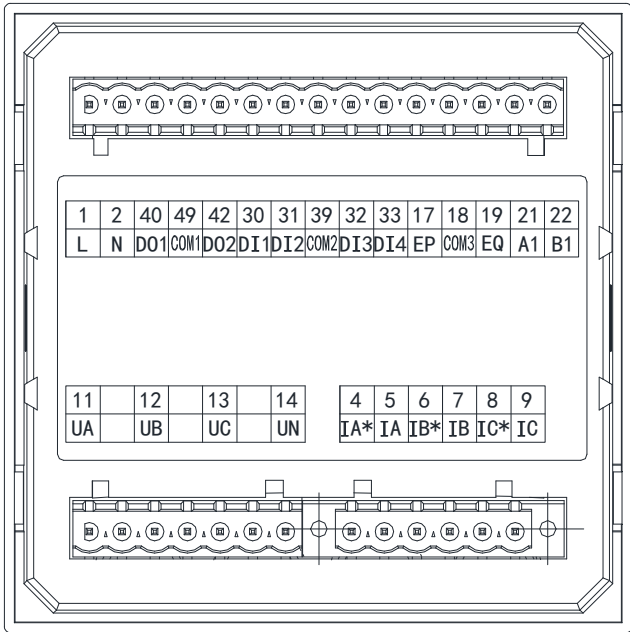 1 2 40 49 42 30 31 39 32 33 17 18 19 21 22
L N DO1 COM1 DO2 DI1 DI2 COM2 DI3 DI4 EP COM3 EQ A1 B1
11 12 13 14 4 5 6 7 8 9
UA UB UC UN IA* IA IB* IB IC* IC